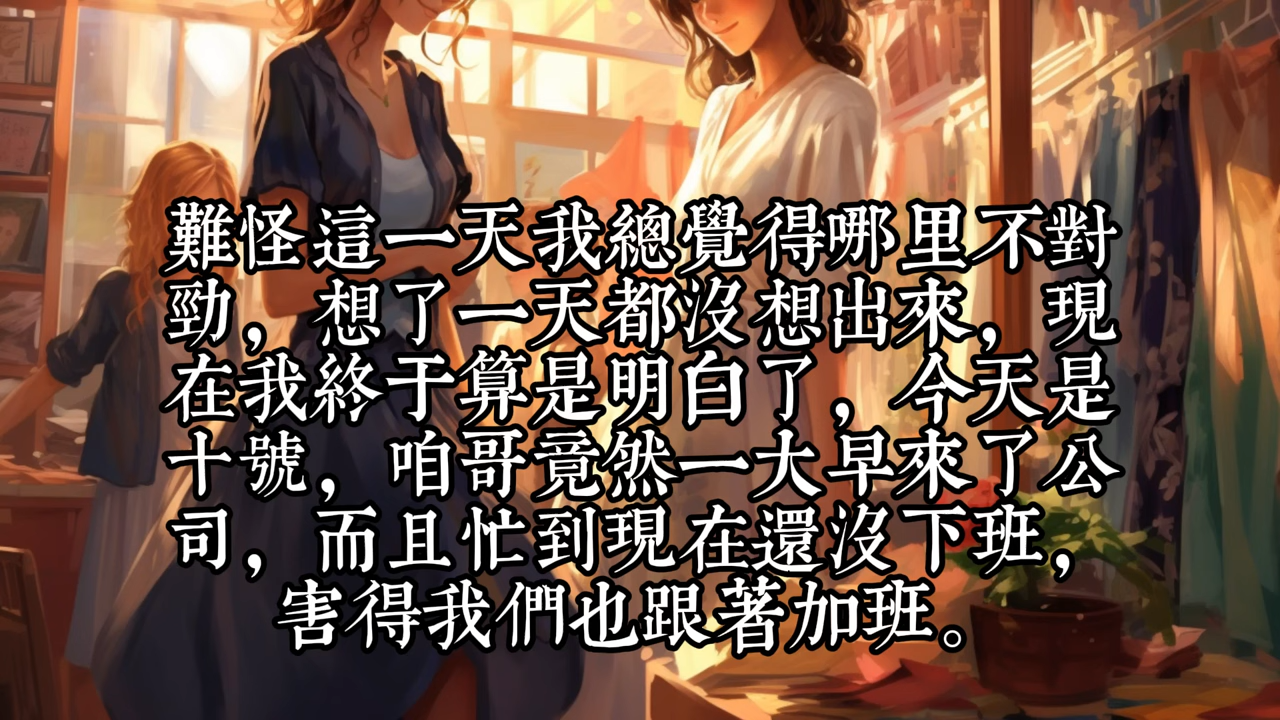 難怪這一天我總覺得哪里不對
勁，想了一天都沒想出來，現
在我終于算是明白了，今天是
十號，咱哥竟然一大早來了公
司，而且忙到現在還沒下班，
害得我們也跟著加班。